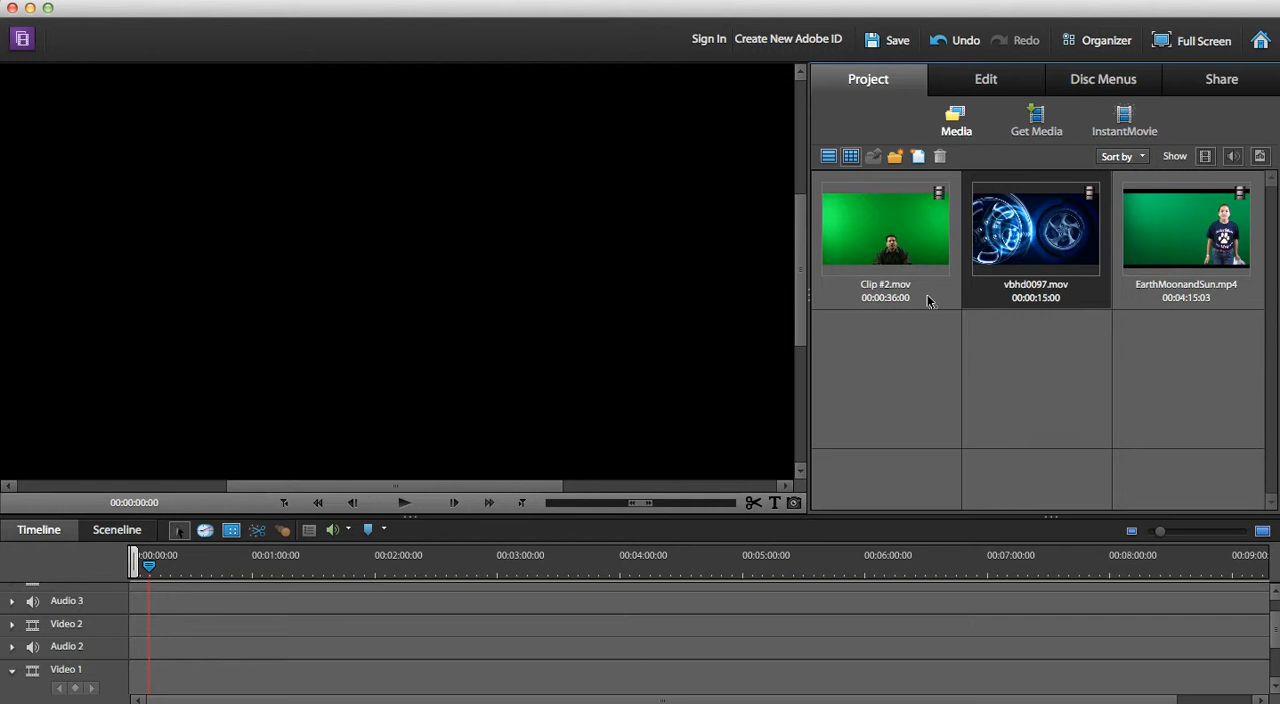 Sign In Create New Adobe ID Save Undo Redo Organizer Full Screen
Project Edit Disc Menus Share
Media Get Media InstantMovie
Sort by Show
Clip #2.mov vbhd0097.mov EarthMoonandSun.mp4
00:00:36:00 00:00:15:00 00:04:15:03
00:00:00:00 T
Timeline Sceneline
:00:00:00 00:01:00:00 00:02:00:00 00:03:00:00 00:04:00:00 00:05:00:00 00:06:00:00 00:07:00:00 00:08:00:00 00:09:00:
Audio 3
Video 2
Audio 2
Video 1